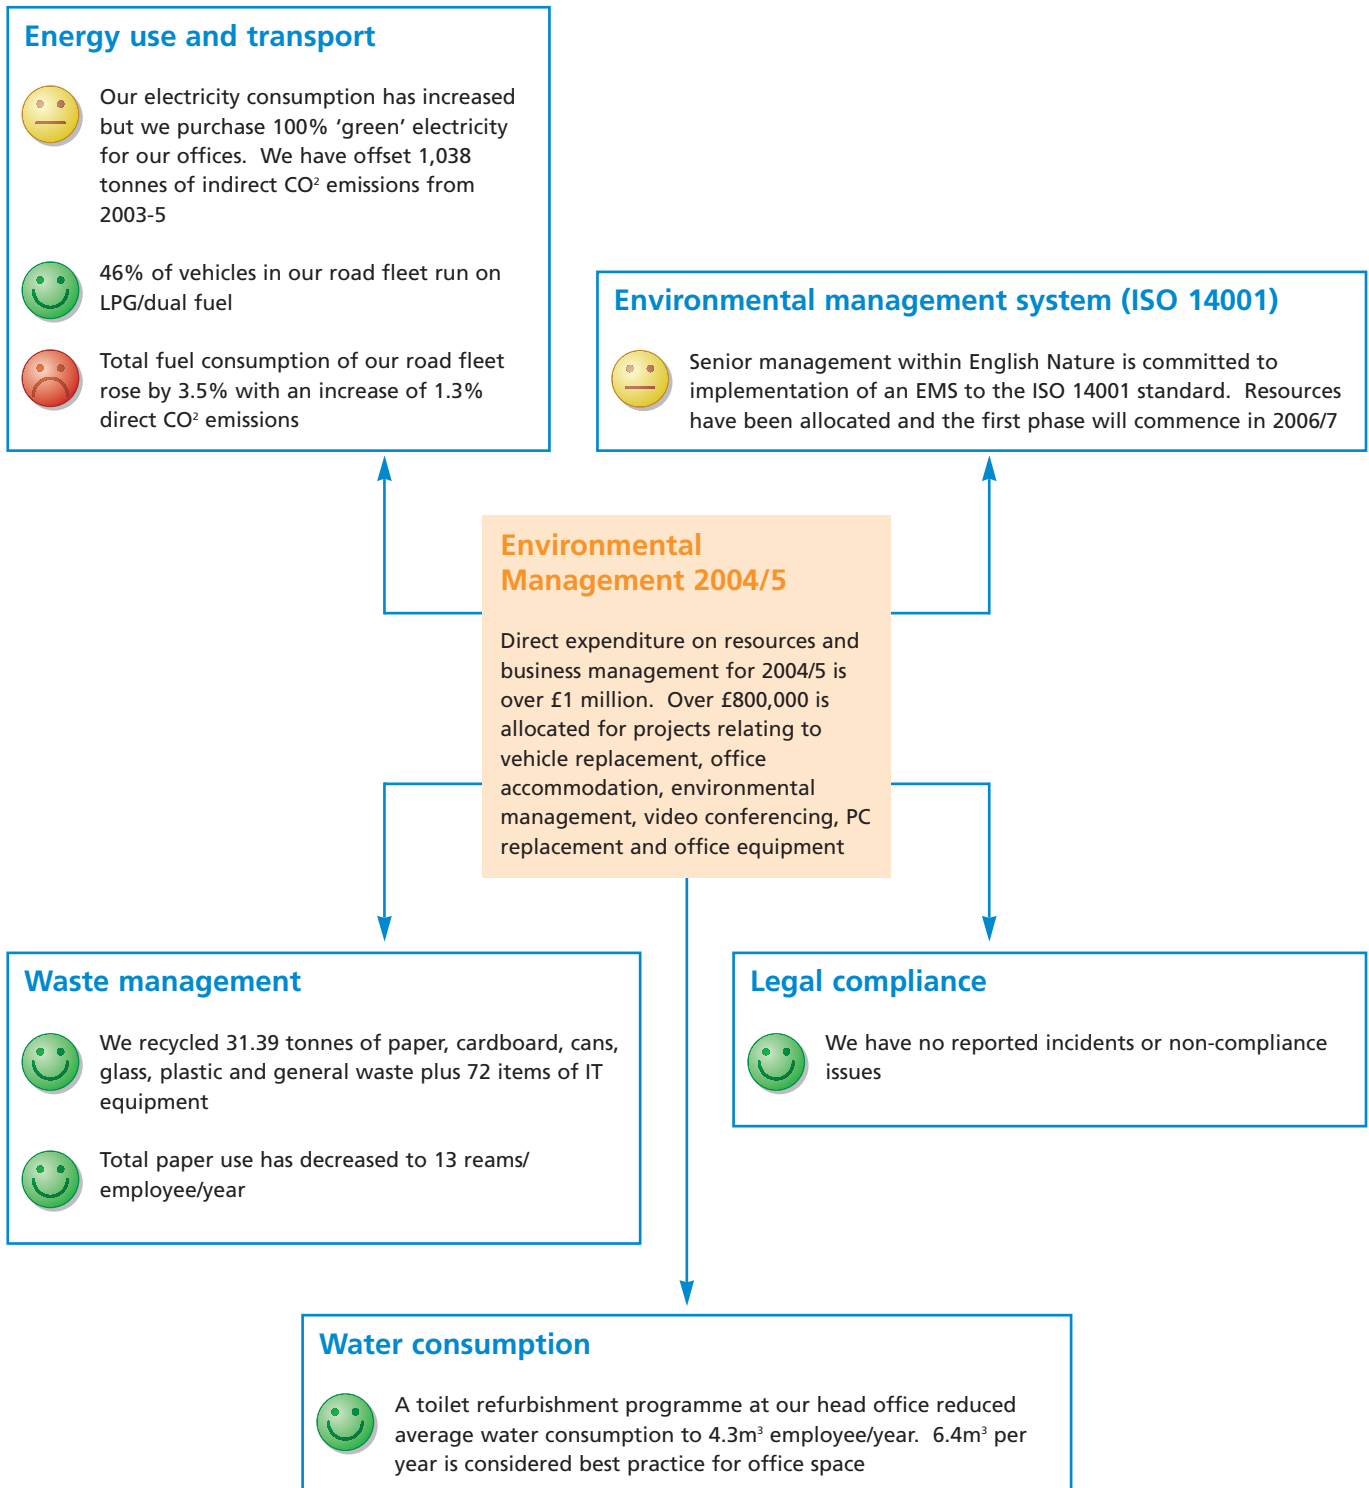 Energy use and transport
Our electricity consumption has increased
but we purchase 100% ‘green’ electricity
for our offices.  We have offset 1,038
tonnes of indirect CO² emissions from
2003-5
46% of vehicles in our road fleet run on
LPG/dual fuel
Total fuel consumption of our road fleet
rose by 3.5% with an increase of 1.3%
direct CO² emissions
Environmental management system (ISO 14001)
Senior management within English Nature is committed to
implementation of an EMS to the ISO 14001 standard.  Resources
have been allocated and the first phase will commence in 2006/7
Environmental
Management 2004/5
Direct expenditure on resources and
business management for 2004/5 is
over £1 million.  Over £800,000 is
allocated for projects relating to
vehicle replacement, office
accommodation, environmental
management, video conferencing, PC
replacement and office equipment
Waste management
We recycled 31.39 tonnes of paper, cardboard, cans,
glass, plastic and general waste plus 72 items of IT
equipment
Total paper use has decreased to 13 reams/
employee/year
Legal compliance
We have no reported incidents or non-compliance
issues
Water consumption
A toilet refurbishment programme at our head office reduced
average water consumption to 4.3m³ employee/year.  6.4m³ per
year is considered best practice for office space